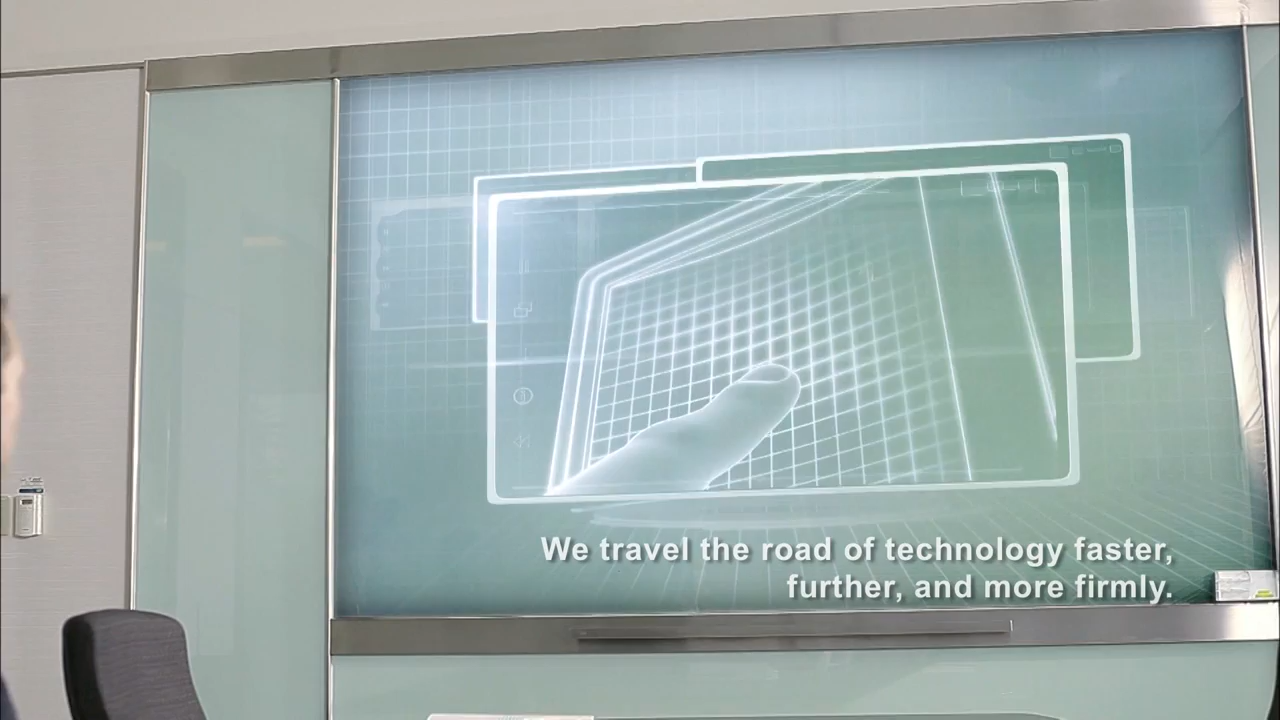 We travel the road of technology faster,
further, and more firmly.